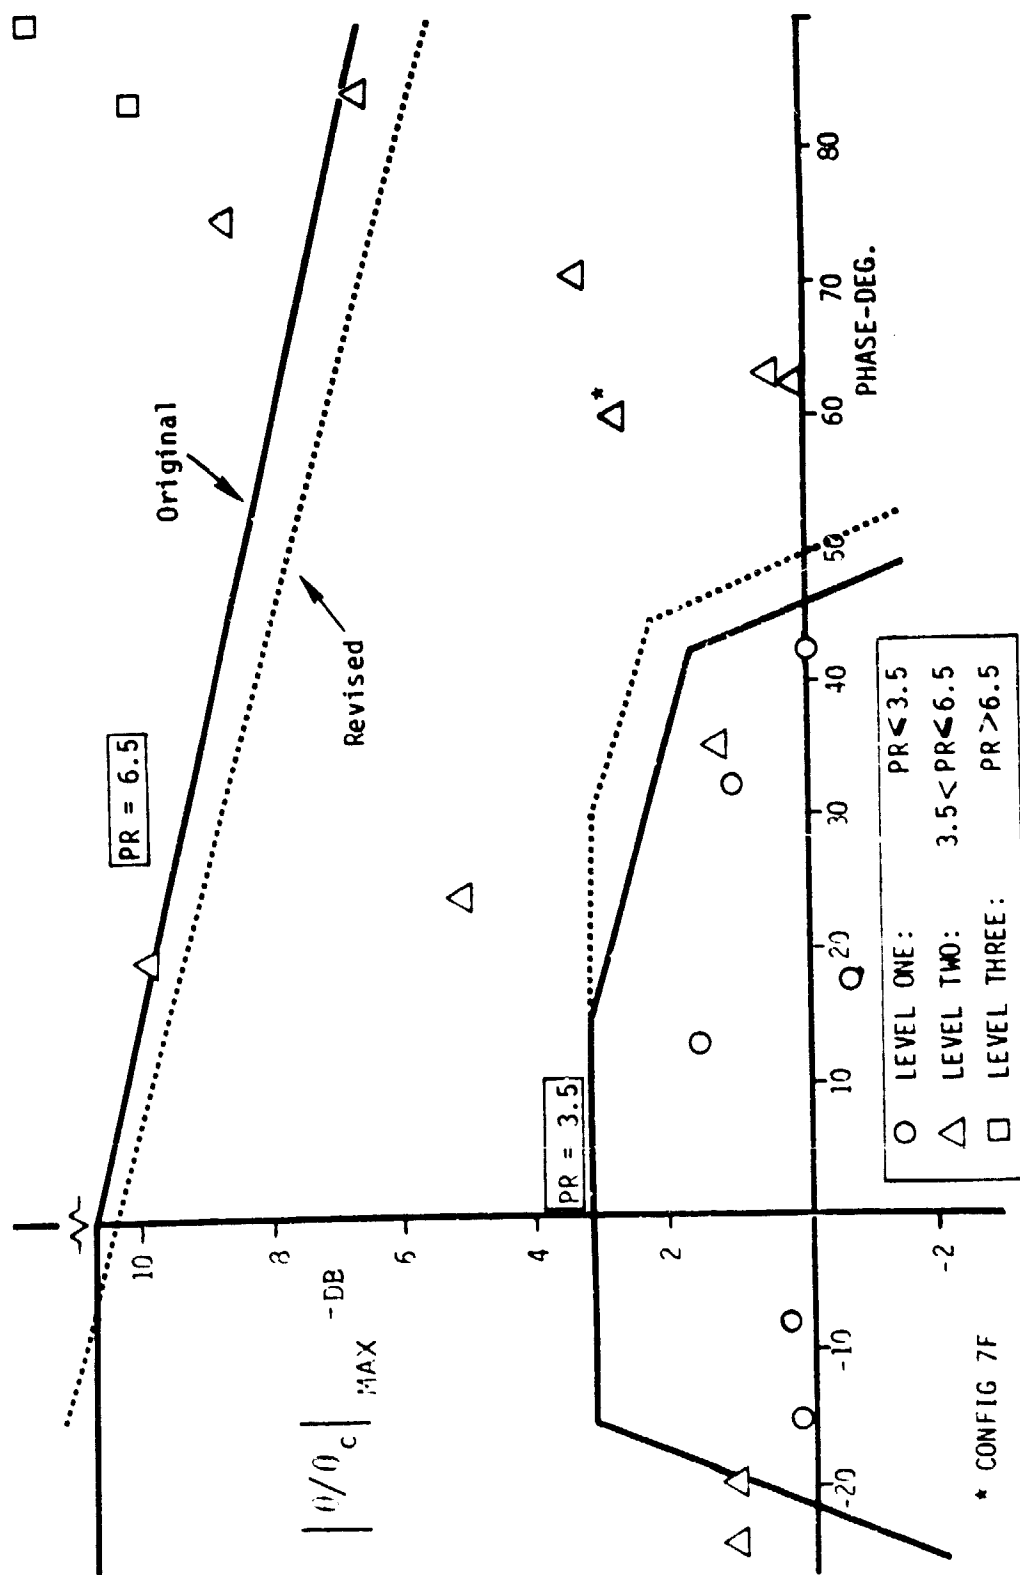 Original
PR = 6.5
Revised
10
8
6
4
2
-2
|θ/θc| MAX -DB
PR = 3.5
-20
-10
10
20
30
40
50
60
70
80
PHASE-DEG.
*
○ LEVEL ONE: PR≤3.5
△ LEVEL TWO: 3.5<PR≤6.5
□ LEVEL THREE: PR>6.5
* CONFIG 7F